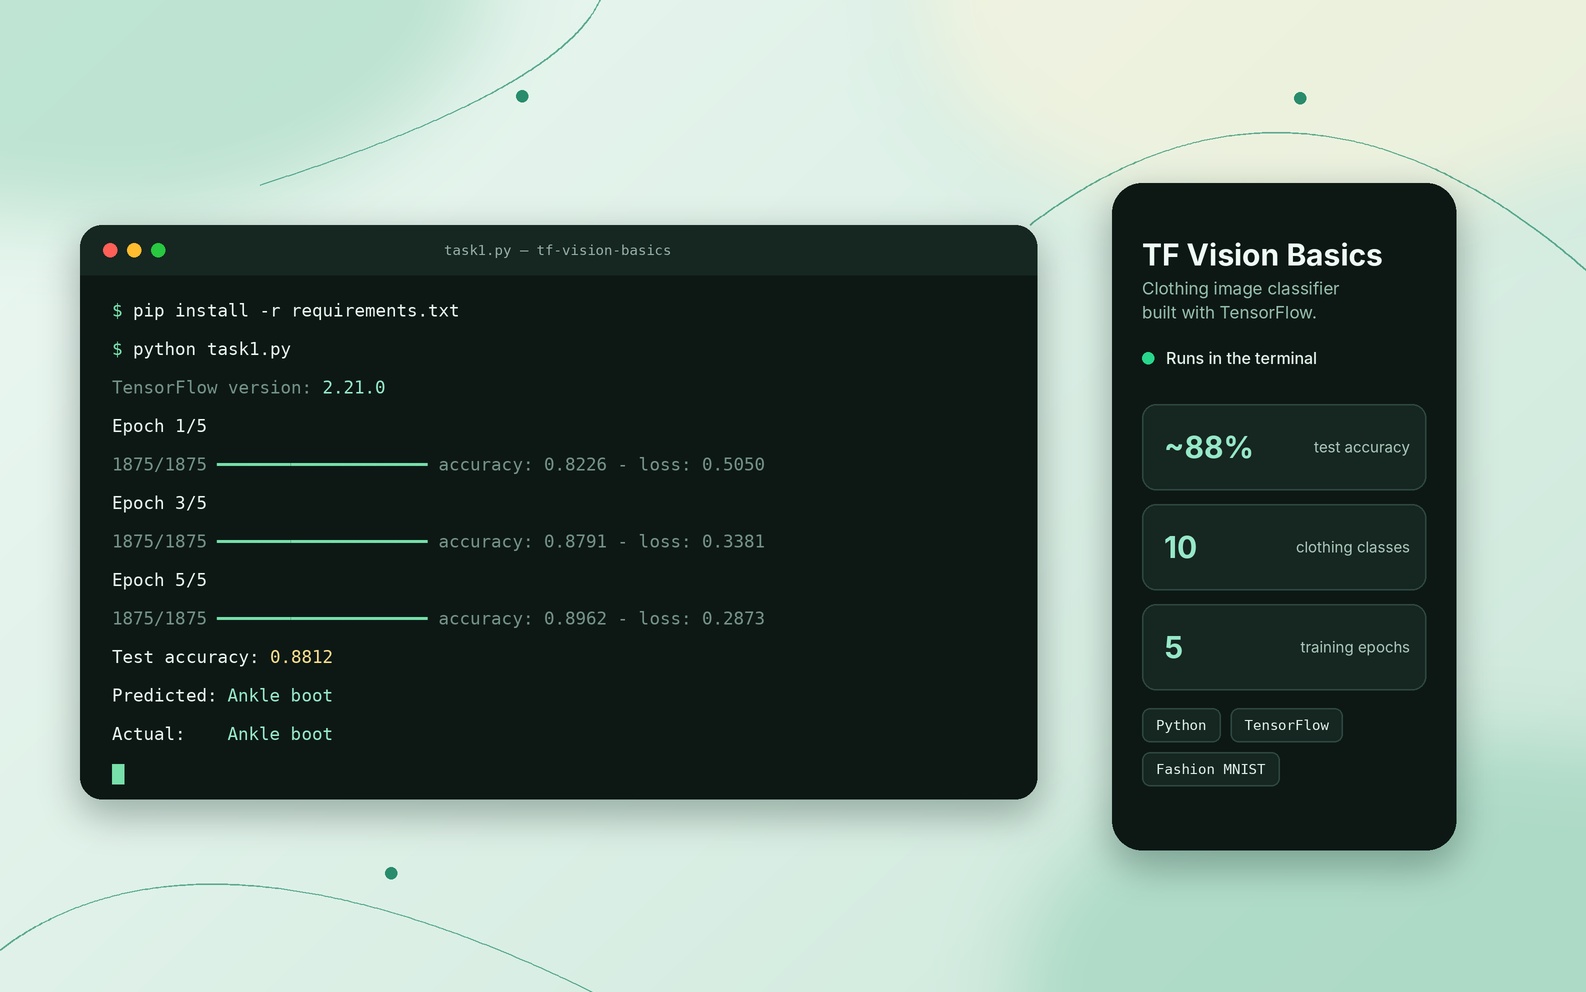 task1.py — tf-vision-basics
$ pip install -r requirements.txt
$ python task1.py
TensorFlow version: 2.21.0
Epoch 1/5
1875/1875 ━━━━━━━━━━━━━━━━━━━━ accuracy: 0.8226 - loss: 0.5050
Epoch 3/5
1875/1875 ━━━━━━━━━━━━━━━━━━━━ accuracy: 0.8791 - loss: 0.3381
Epoch 5/5
1875/1875 ━━━━━━━━━━━━━━━━━━━━ accuracy: 0.8962 - loss: 0.2873
Test accuracy: 0.8812
Predicted: Ankle boot
Actual:    Ankle boot
TF Vision Basics
Clothing image classifier
built with TensorFlow.
Runs in the terminal
~88% test accuracy
10 clothing classes
5 training epochs
Python TensorFlow
Fashion MNIST